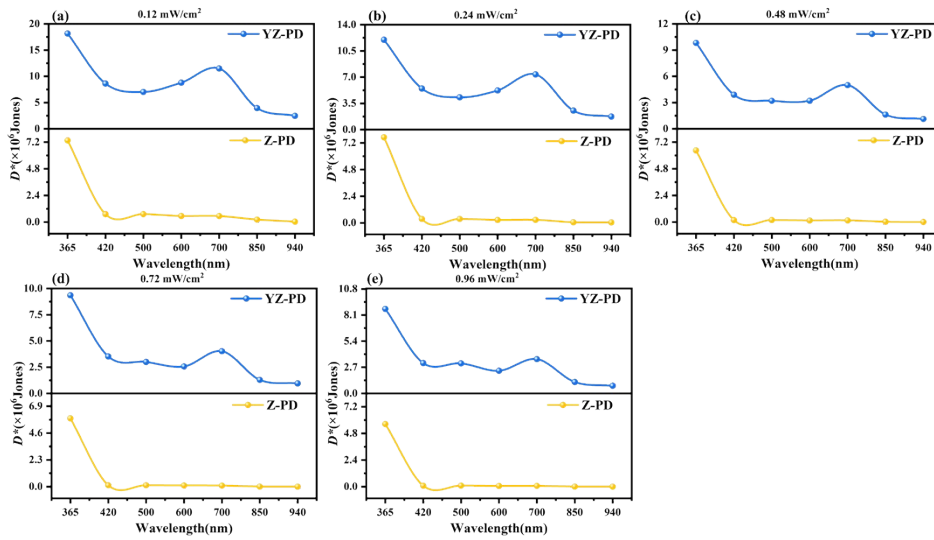 (a)
0.12 mW/cm²
20
15
10
5
0
YZ-PD
7.2
4.8
2.4
0.0
Z-PD
D*(×10⁶Jones)
365 420 500 600 700 850 940
Wavelength(nm)
(b)
0.24 mW/cm²
14.0
10.5
7.0
3.5
0.0
YZ-PD
7.2
4.8
2.4
0.0
Z-PD
D*(×10⁶Jones)
365 420 500 600 700 850 940
Wavelength(nm)
(c)
0.48 mW/cm²
12
9
6
3
0
YZ-PD
7.2
4.8
2.4
0.0
Z-PD
D*(×10⁶Jones)
365 420 500 600 700 850 940
Wavelength(nm)
(d)
0.72 mW/cm²
10.0
7.5
5.0
2.5
0.0
YZ-PD
6.9
4.6
2.3
0.0
Z-PD
D*(×10⁶Jones)
365 420 500 600 700 850 940
Wavelength(nm)
(e)
0.96 mW/cm²
10.8
8.1
5.4
2.7
0.0
YZ-PD
7.2
4.8
2.4
0.0
Z-PD
D*(×10⁶Jones)
365 420 500 600 700 850 940
Wavelength(nm)